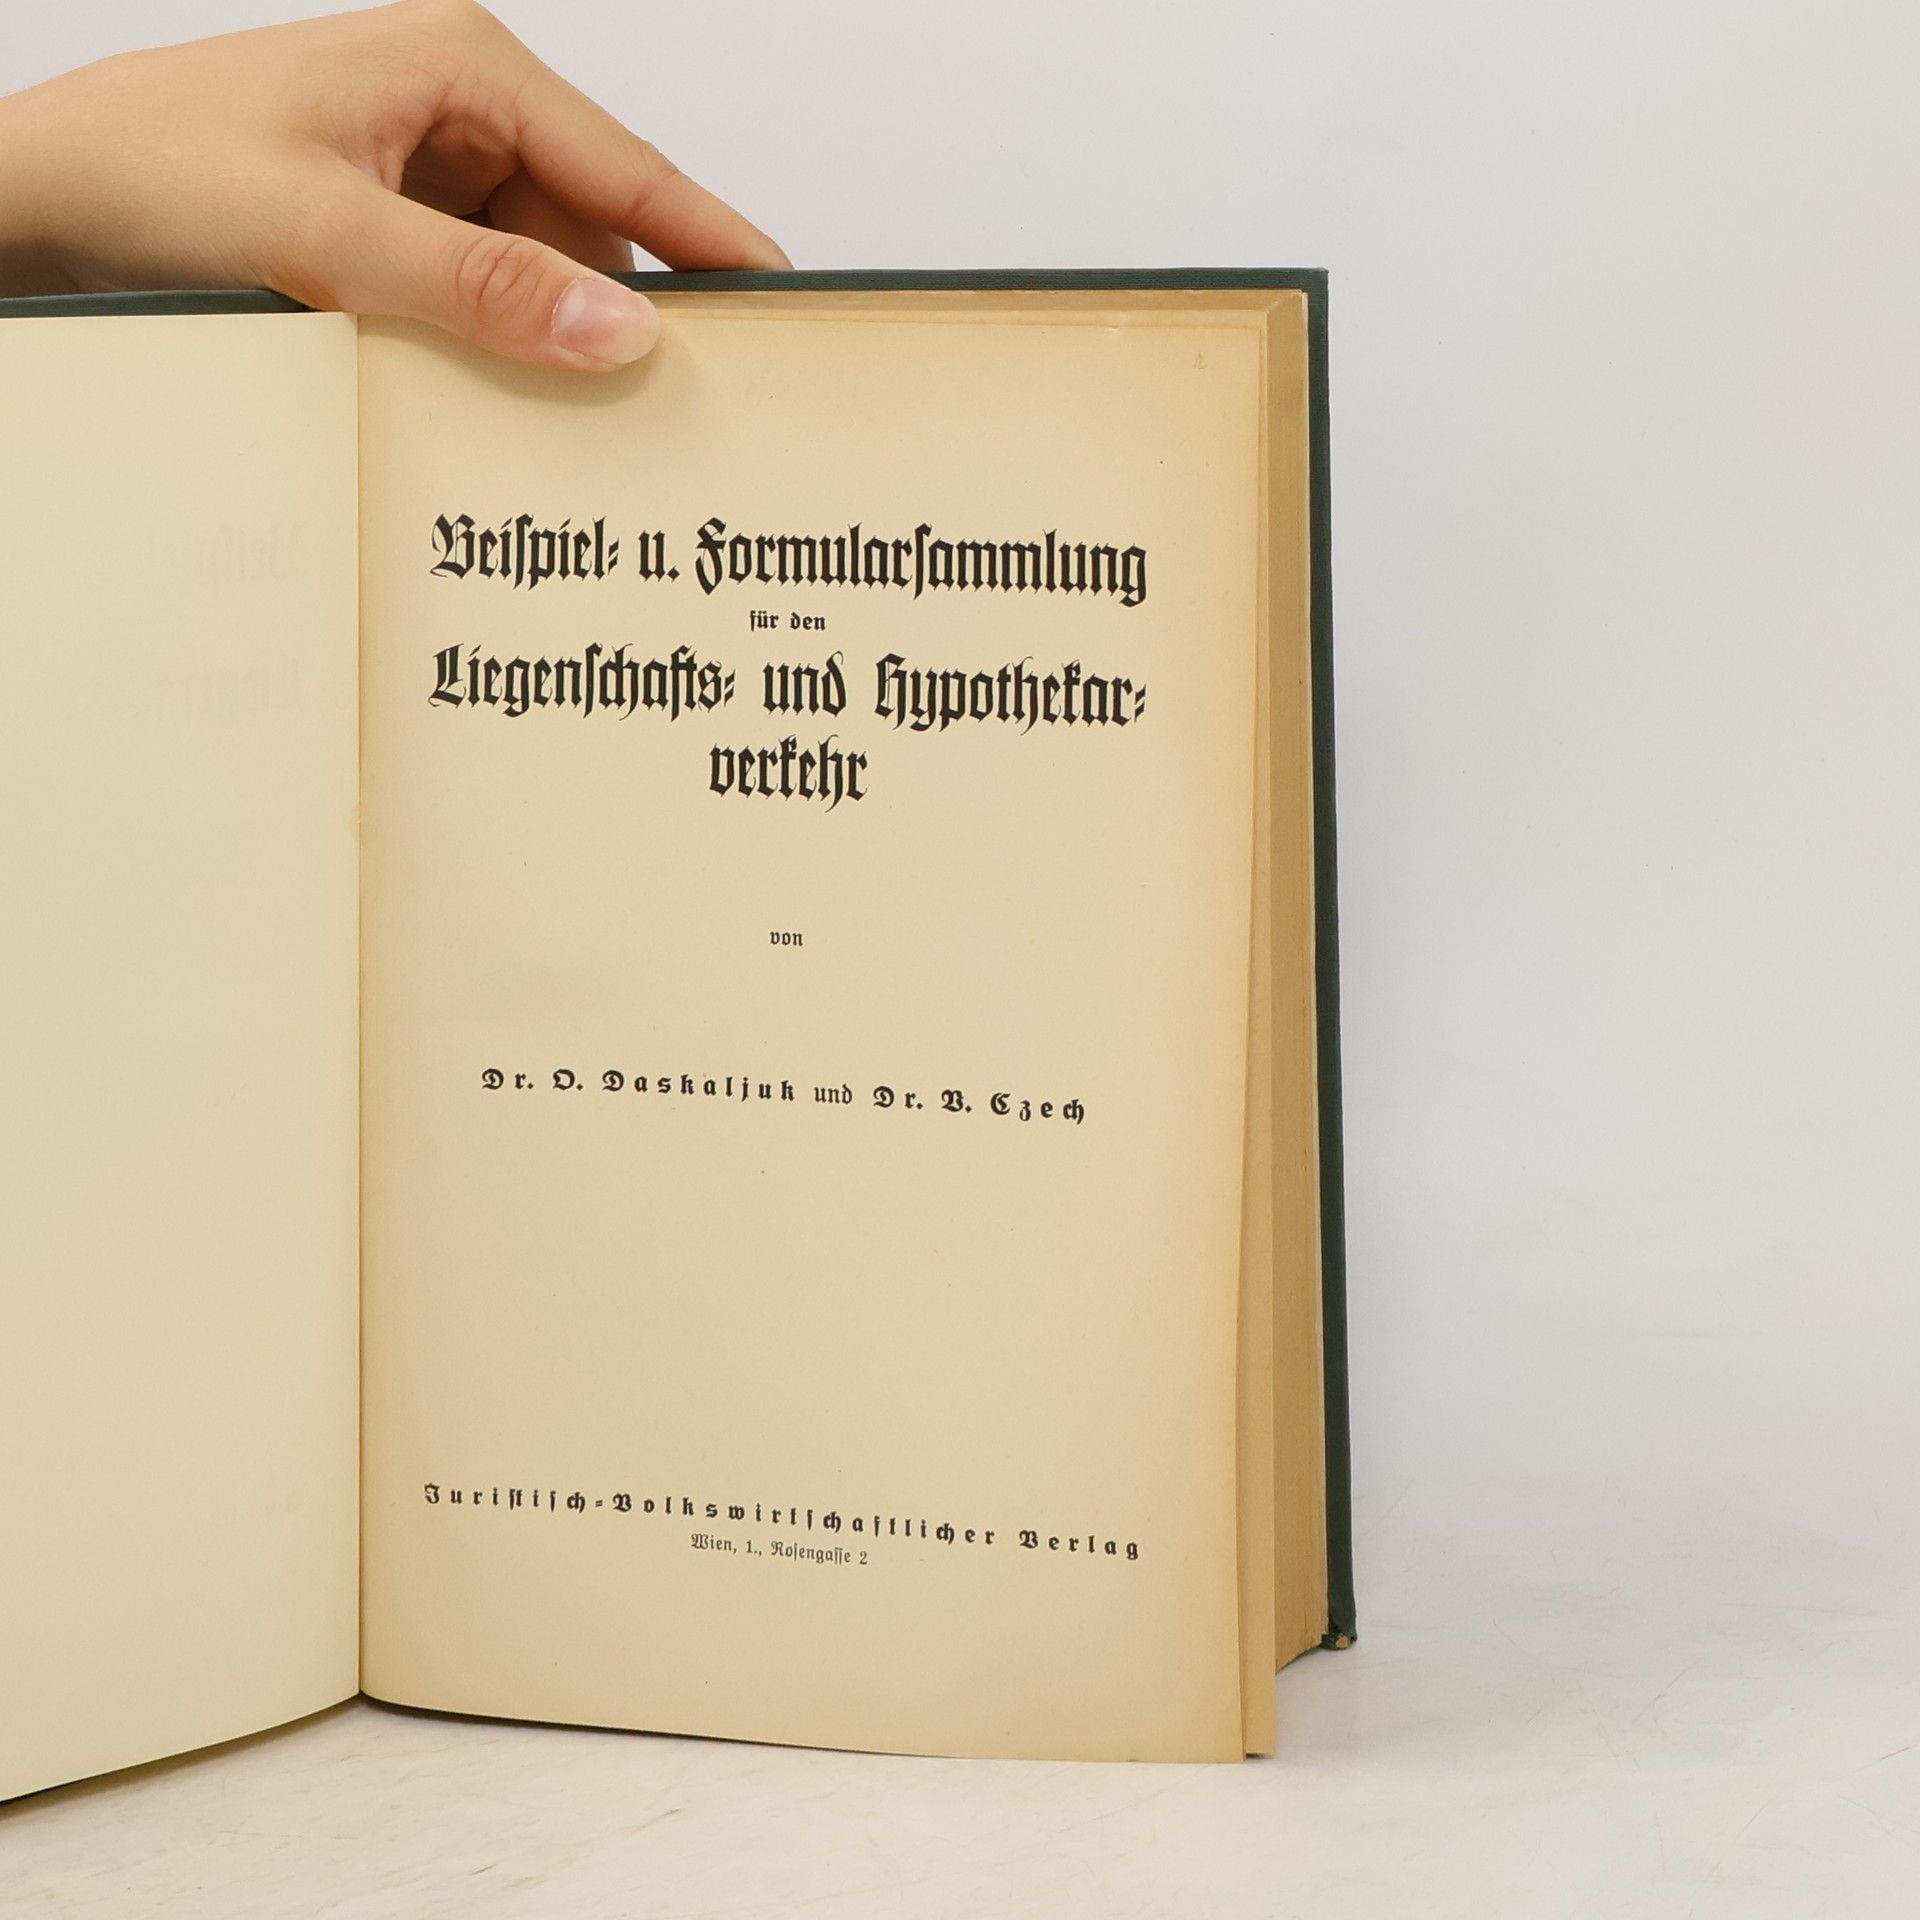 Beispiel- u. Formularsammlung
für den
Liegenschafts- und Hypothekar-
verkehr
von
Dr. O. Daskaljuk und Dr. V. Czech
Juristisch-Volkswirtschaftlicher Verlag
Wien, 1., Rosengasse 2